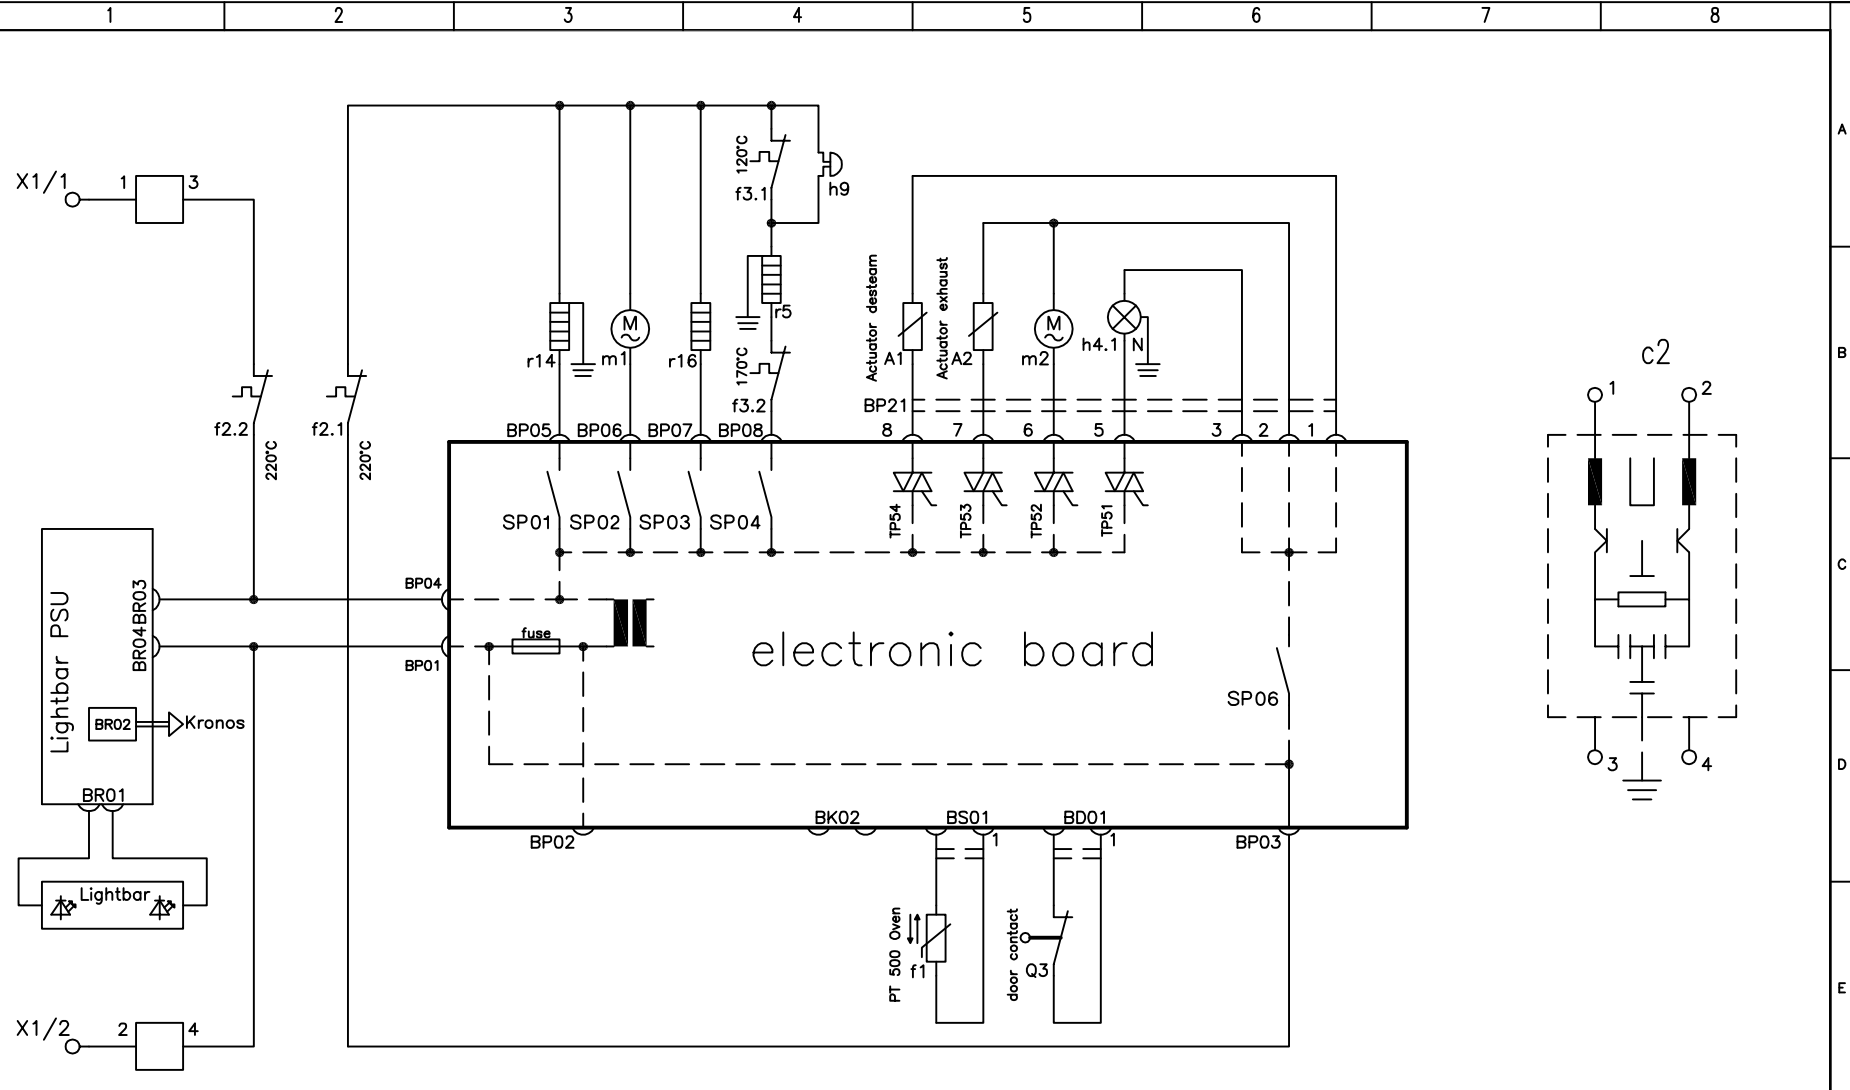 1 2 3 4 5 6 7 8
A
X1/1 1 3
120°C
f3.1
h9
Actuator desteam
Actuator exhaust
r5
r14
m1
M
r16
170°C
f3.2
A1
A2
M
m2
h4.1 N
B
c2
1 2
BP21
f2.2
220°C
f2.1
220°C
BP05 BP06 BP07 BP08 8 7 6 5 3 2 1
SP01 SP02 SP03 SP04
TP54
TP53
TP52
TP51
C
Lightbar PSU
BR03
BR04
BP04
BP01
fuse
electronic board
SP06
BR02
Kronos
3 4
D
BR01
BK02 BS01 BD01
BP02
1
1
BP03
Lightbar
PT 500 Oven
f1
door contact
Q3
E
X1/2 2 4